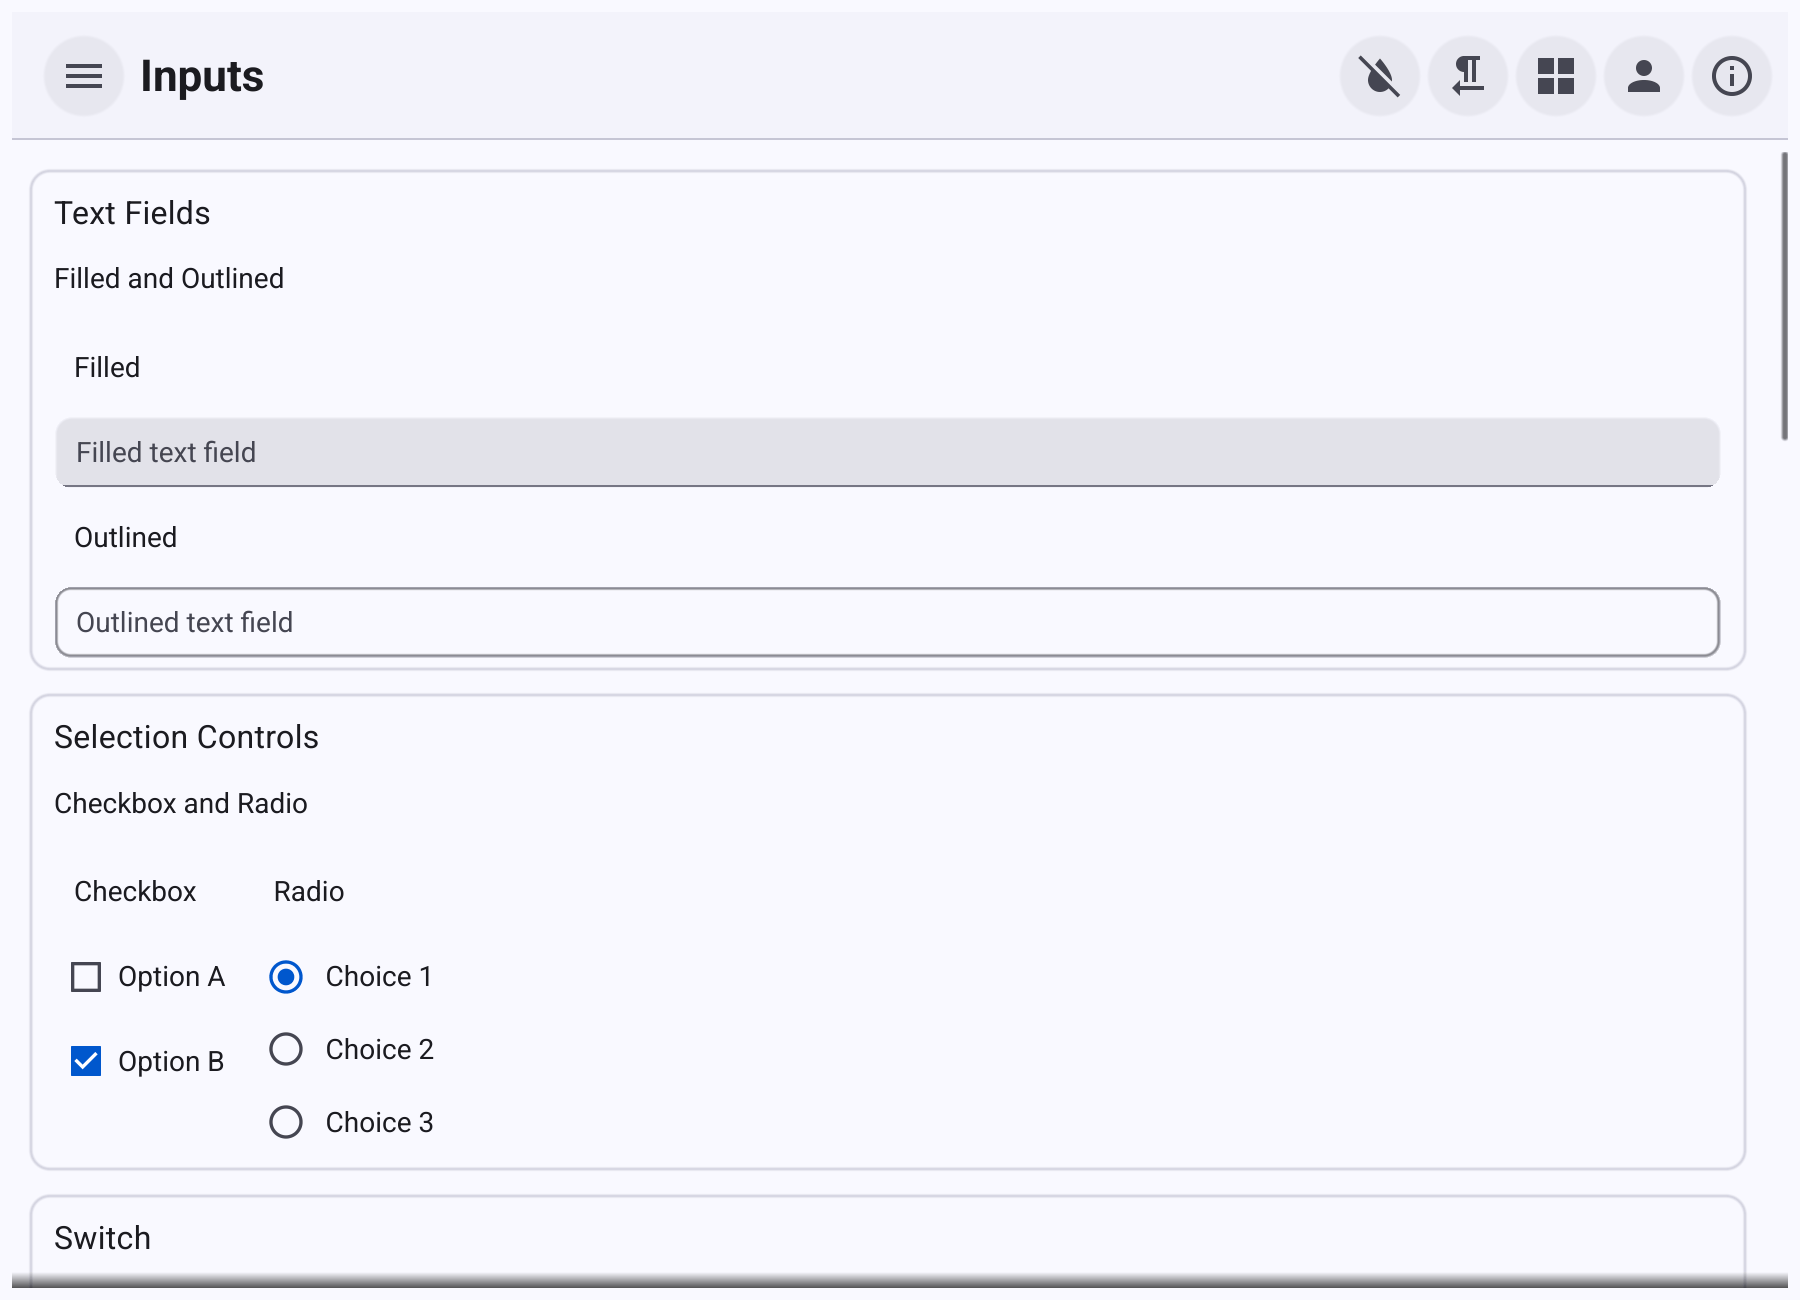 Inputs
Text Fields
Filled and Outlined
Filled
Filled text field
Outlined
Outlined text field
Selection Controls
Checkbox and Radio
Checkbox
Radio
Option A
Choice 1
Option B
Choice 2
Choice 3
Switch